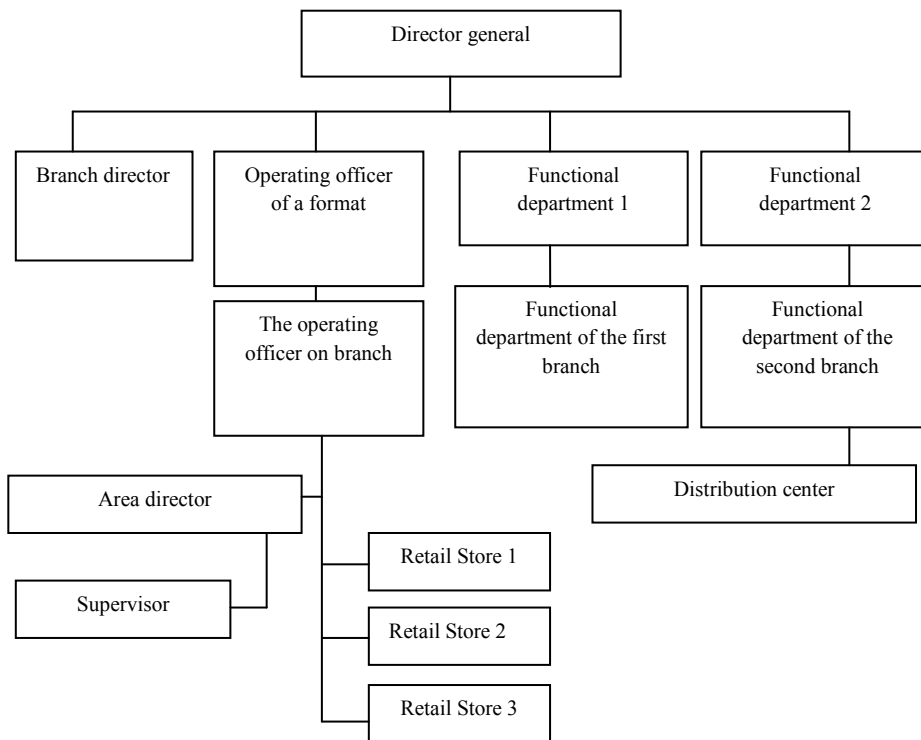 Director general
Branch director
Operating officer
of a format
Functional
department 1
Functional
department 2
The operating
officer on branch
Functional
department of the first
branch
Functional
department of the
second branch
Area director
Distribution center
Supervisor
Retail Store 1
Retail Store 2
Retail Store 3